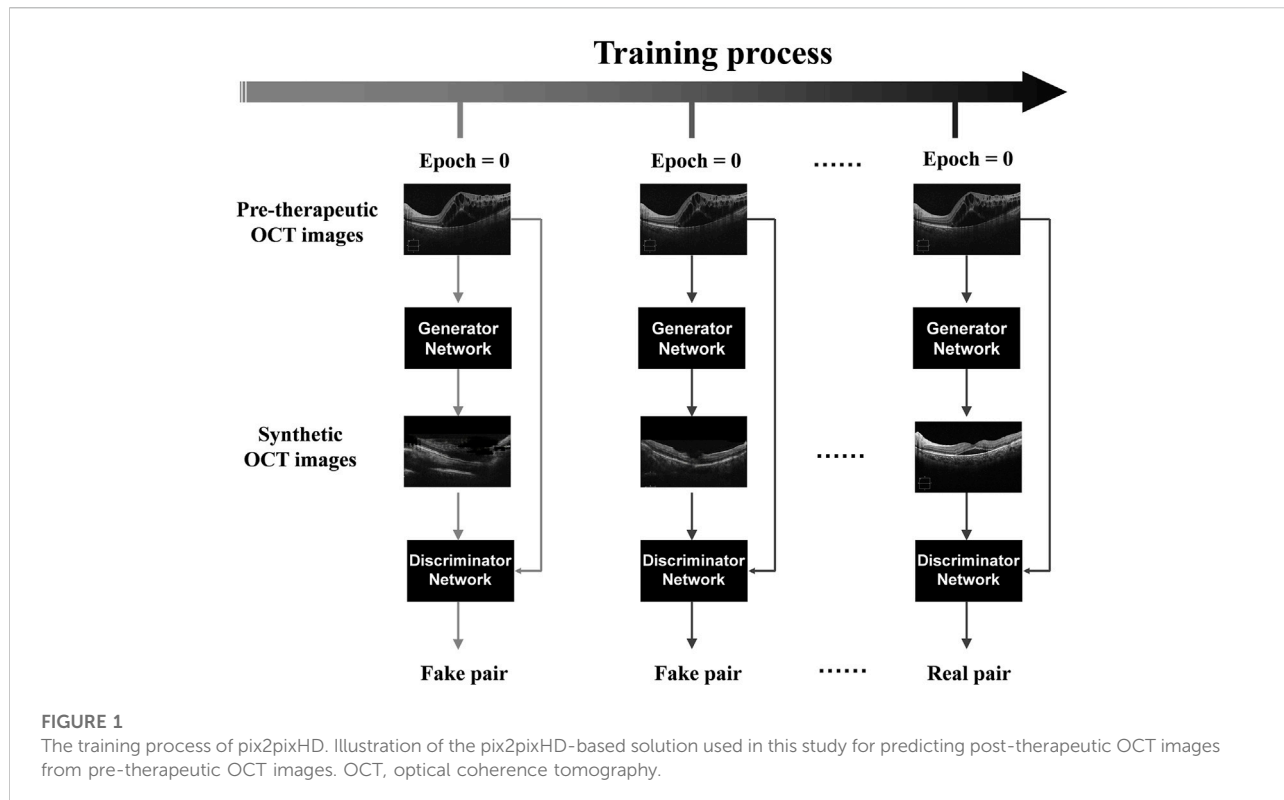 Training process
Epoch = 0
Epoch = 0
......
Epoch = 0
Pre-therapeutic
OCT images
Generator
Network
Generator
Network
Generator
Network
Synthetic
OCT images
......
Discriminator
Network
Discriminator
Network
Discriminator
Network
Fake pair
Fake pair
......
Real pair
FIGURE 1
The training process of pix2pixHD. Illustration of the pix2pixHD-based solution used in this study for predicting post-therapeutic OCT images
from pre-therapeutic OCT images. OCT, optical coherence tomography.